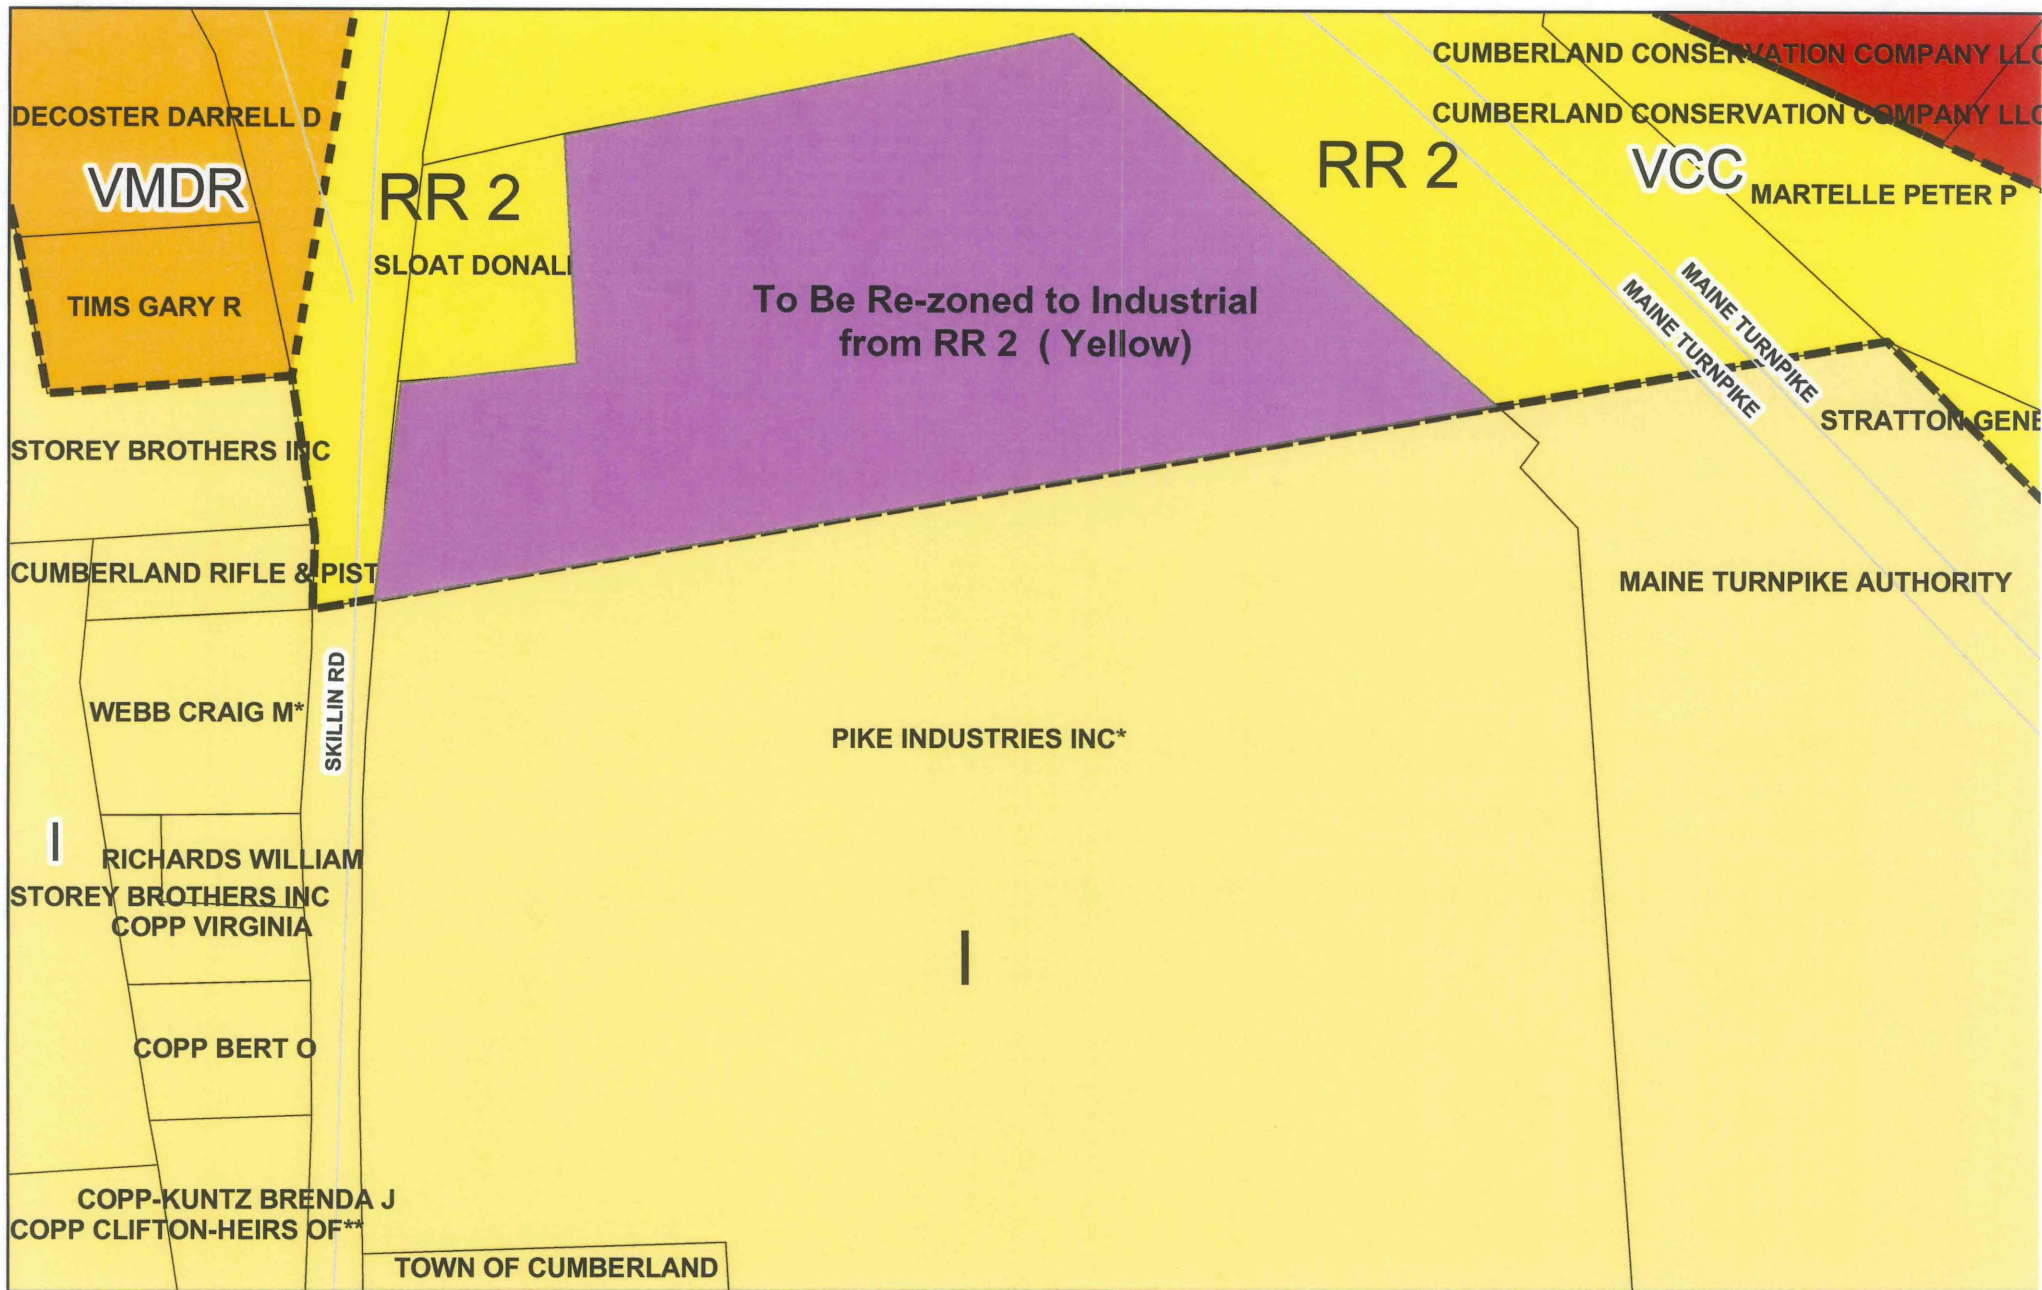 CUMBERLAND CONSERVATION COMPANY LLC
DECOSTER DARRELL D
CUMBERLAND CONSERVATION COMPANY LLC
VMDR
RR 2
RR 2
VCC
MARTELLE PETER P
SLOAT DONALD
TIMS GARY R
To Be Re-zoned to Industrial
from RR 2 ( Yellow)
MAINE TURNPIKE
MAINE TURNPIKE
STOREY BROTHERS INC
STRATTON GENE
CUMBERLAND RIFLE & PIST
MAINE TURNPIKE AUTHORITY
WEBB CRAIG M*
SKILLIN RD
PIKE INDUSTRIES INC*
I
RICHARDS WILLIAM
STOREY BROTHERS INC
COPP VIRGINIA
I
COPP BERT O
COPP-KUNTZ BRENDA J
COPP CLIFTON-HEIRS OF**
TOWN OF CUMBERLAND